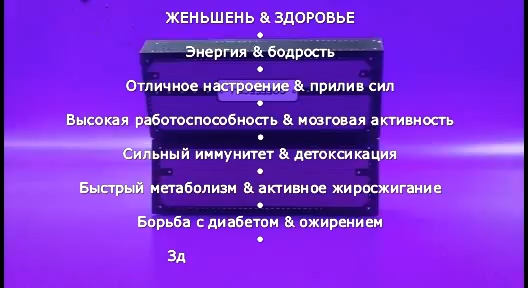 ЖЕНЬШЕНЬ & ЗДОРОВЬЕ
Энергия & бодрость
Отличное настроение & прилив сил
Высокая работоспособность & мозговая активность
Сильный иммунитет & детоксикация
Быстрый метаболизм & активное жиросжигание
Борьба с диабетом & ожирением
Зд